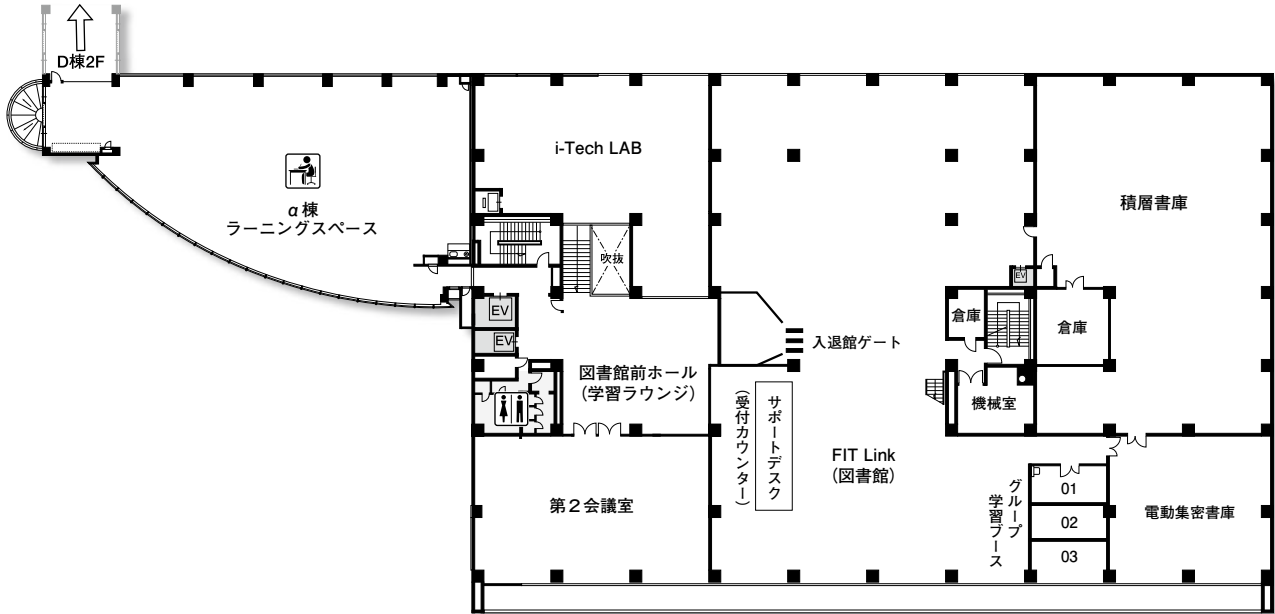 D棟2F
α棟
ラーニングスペース
i-Tech LAB
吹抜
EV
EV
図書館前ホール
(学習ラウンジ)
第2会議室
入退館ゲート
サポートデスク
(受付カウンター)
FIT Link
(図書館)
積層書庫
EV
倉庫
倉庫
機械室
グループ
学習ブース
01
02
03
電動集密書庫